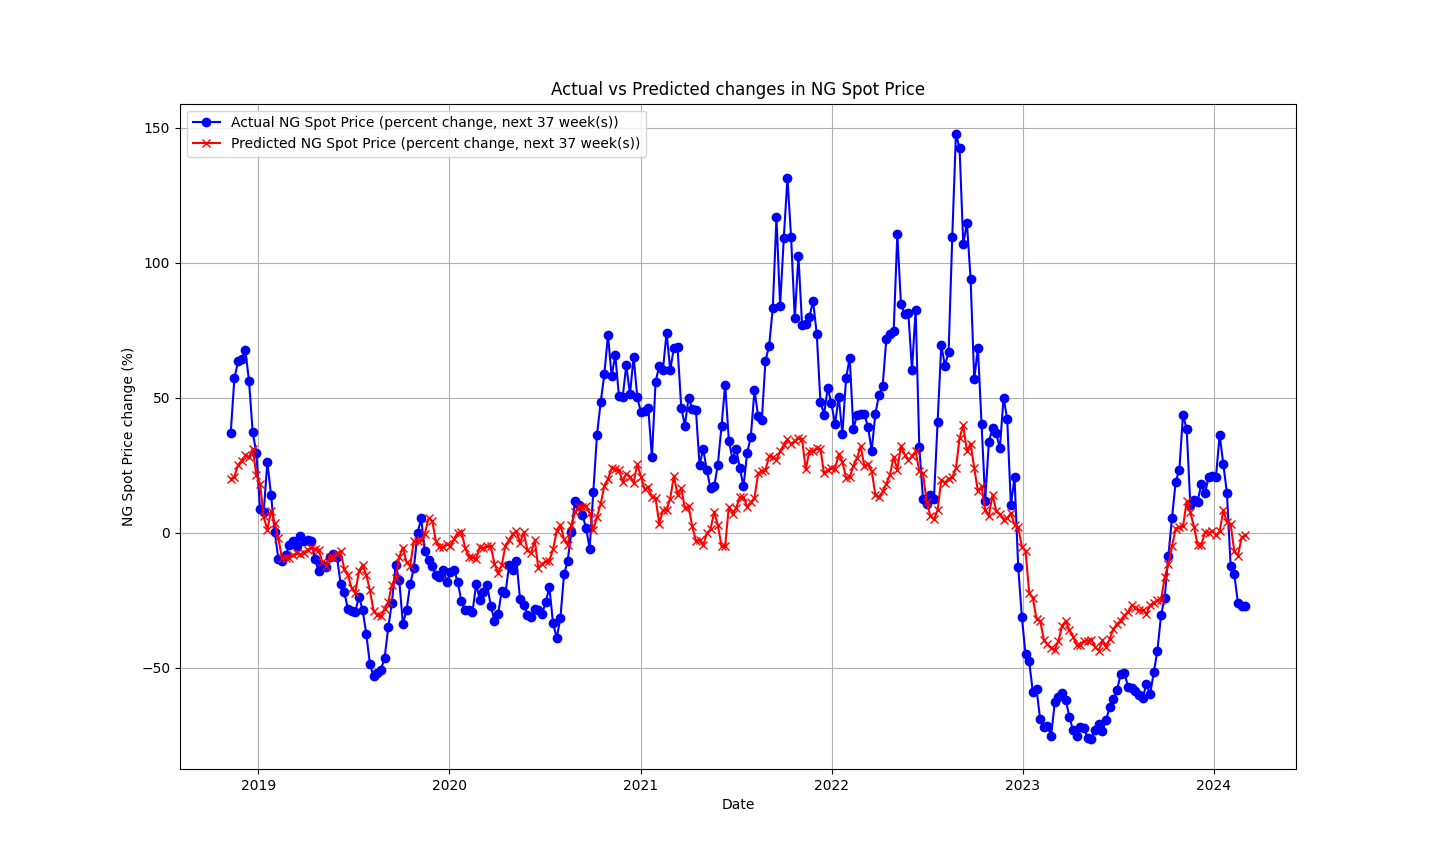 Actual vs Predicted changes in NG Spot Price
Actual NG Spot Price (percent change, next 37 week(s))
Predicted NG Spot Price (percent change, next 37 week(s))
NG Spot Price change (%)
150
100
50
0
−50
2019 2020 2021 2022 2023 2024
Date